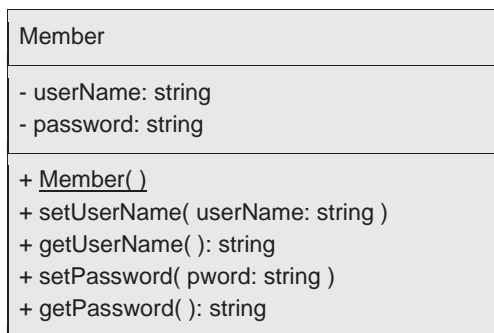 Member
- userName: string
- password: string
+ Member( )
+ setUserName( userName: string )
+ getUserName( ): string
+ setPassword( pword: string )
+ getPassword( ): string